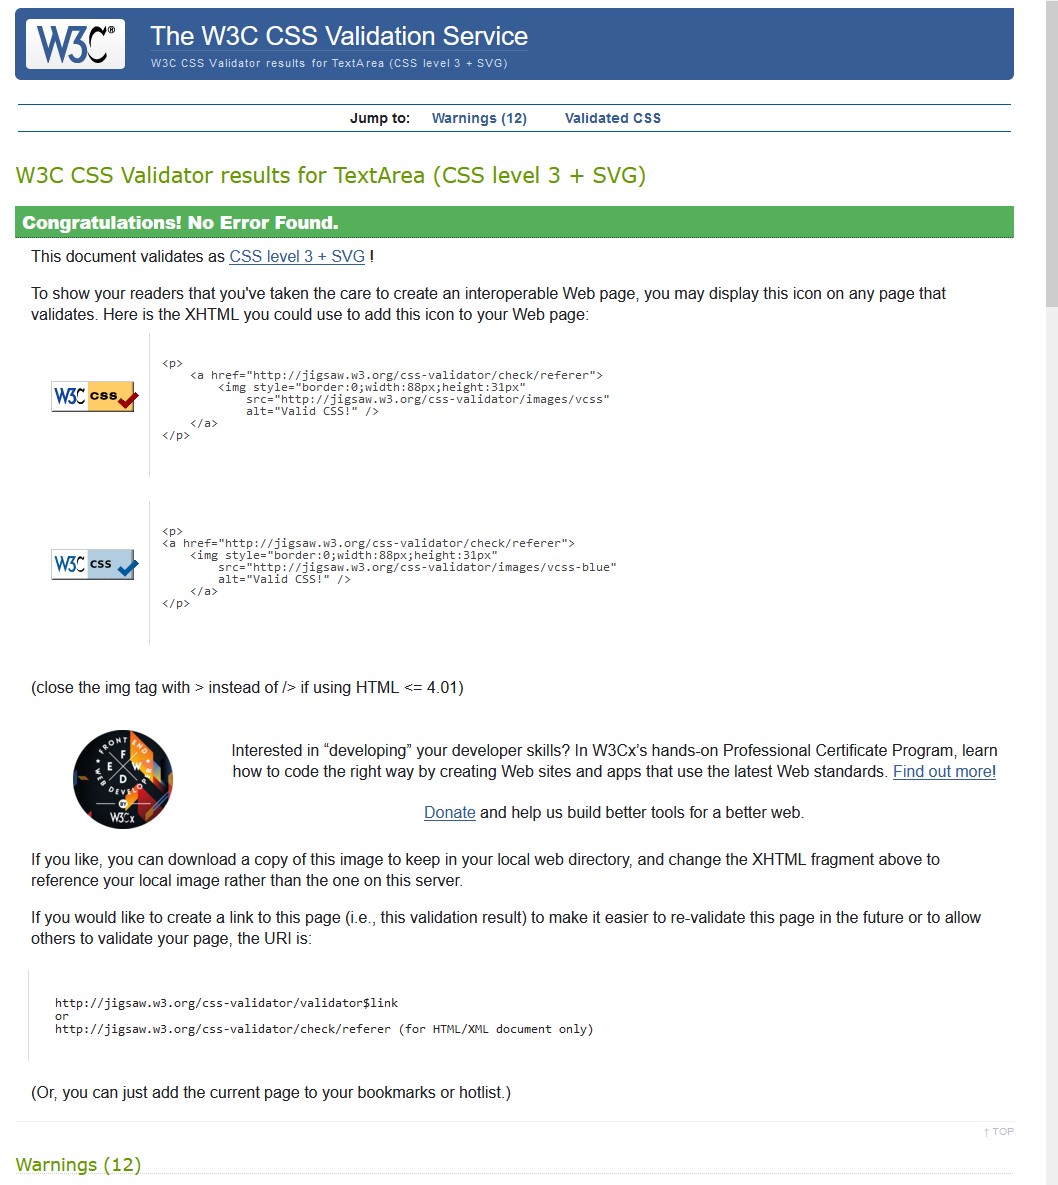 W3C®
The W3C CSS Validation Service
W3C CSS Validator results for TextArea (CSS level 3 + SVG)
Jump to: Warnings (12) Validated CSS
W3C CSS Validator results for TextArea (CSS level 3 + SVG)
Congratulations! No Error Found.
This document validates as CSS level 3 + SVG !
To show your readers that you've taken the care to create an interoperable Web page, you may display this icon on any page that
validates. Here is the XHTML you could use to add this icon to your Web page:
W3C css
<p>
<a href="http://jigsaw.w3.org/css-validator/check/referer">
<img style="border:0;width:88px;height:31px"
src="http://jigsaw.w3.org/css-validator/images/vcss"
alt="Valid CSS!" />
</a>
</p>
W3C css
<p>
<a href="http://jigsaw.w3.org/css-validator/check/referer">
<img style="border:0;width:88px;height:31px"
src="http://jigsaw.w3.org/css-validator/images/vcss-blue"
alt="Valid CSS!" />
</a>
</p>
(close the img tag with > instead of /> if using HTML <= 4.01)
FRONT END
WEB DEVELOPER
F
E W
D
BY
W3Cx
Interested in “developing” your developer skills? In W3Cx’s hands-on Professional Certificate Program, learn
how to code the right way by creating Web sites and apps that use the latest Web standards. Find out more!
Donate and help us build better tools for a better web.
If you like, you can download a copy of this image to keep in your local web directory, and change the XHTML fragment above to
reference your local image rather than the one on this server.
If you would like to create a link to this page (i.e., this validation result) to make it easier to re-validate this page in the future or to allow
others to validate your page, the URI is:
http://jigsaw.w3.org/css-validator/validator$link
or
http://jigsaw.w3.org/css-validator/check/referer (for HTML/XML document only)
(Or, you can just add the current page to your bookmarks or hotlist.)
↑ TOP
Warnings (12)